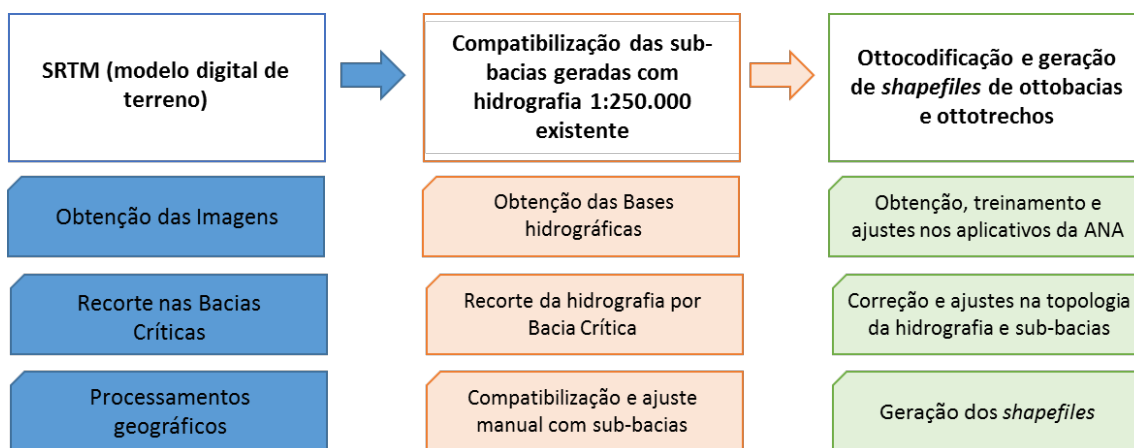 SRTM (modelo digital de
terreno)
Compatibilização das sub-
bacias geradas com
hidrografia 1:250.000
existente
Ottocodificação e geração
de shapefiles de ottobacias
e ottotrechos
Obtenção das Imagens
Obtenção das Bases
hidrográficas
Obtenção, treinamento e
ajustes nos aplicativos da ANA
Recorte nas Bacias
Críticas
Recorte da hidrografia por
Bacia Crítica
Correção e ajustes na topologia
da hidrografia e sub-bacias
Processamentos
geográficos
Compatibilização e ajuste
manual com sub-bacias
Geração dos shapefiles